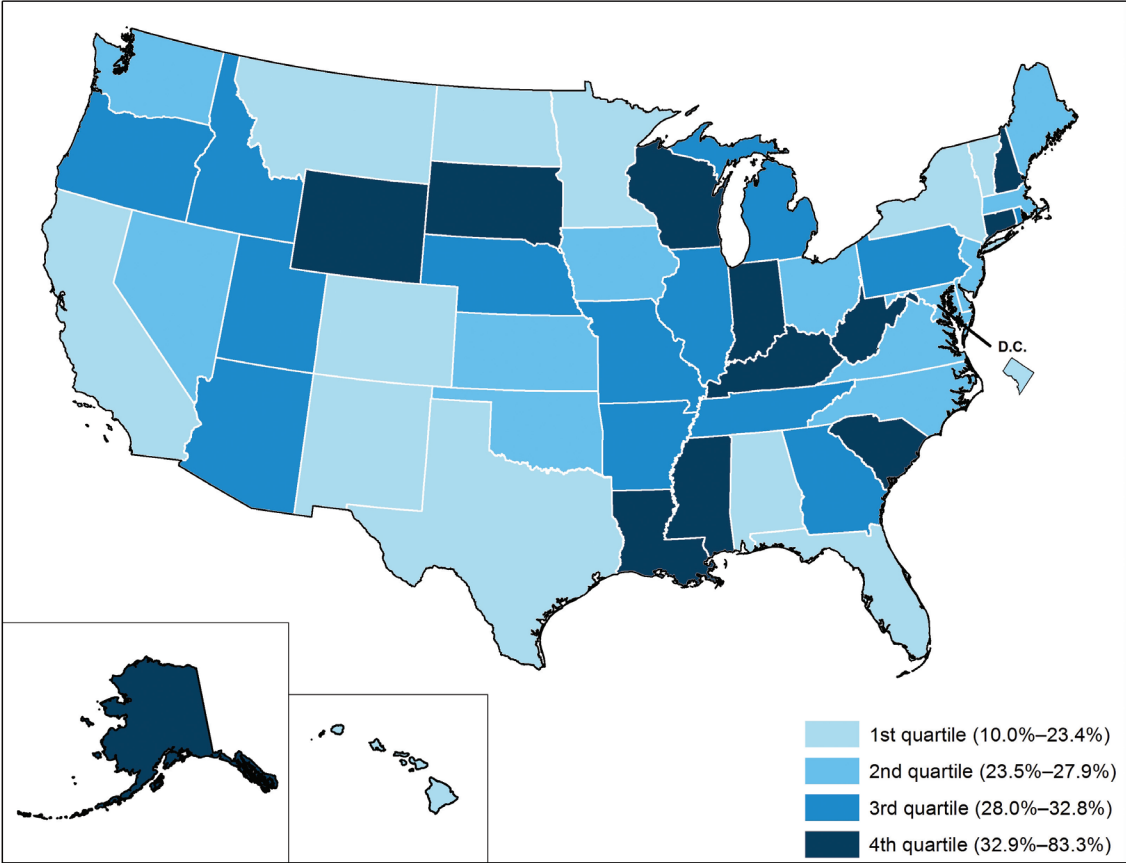 D.C.
1st quartile (10.0%–23.4%)
2nd quartile (23.5%–27.9%)
3rd quartile (28.0%–32.8%)
4th quartile (32.9%–83.3%)